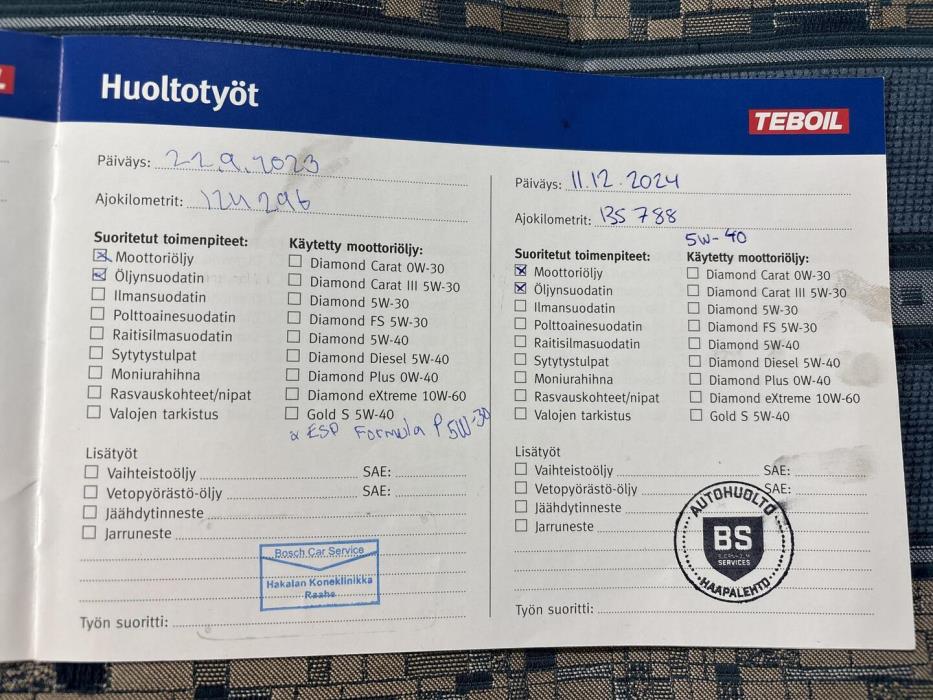 Huoltotyöt
TEBOIL
Päiväys: 22.9.2023
Ajokilometrit: 124 296
Suoritetut toimenpiteet:
Moottoriöljy
Öljynsuodatin
Ilmansuodatin
Polttoainesuodatin
Raitisilmasuodatin
Sytytystulpat
Moniurahihna
Rasvauskohteet/nipat
Valojen tarkistus
Käytetty moottoriöljy:
Diamond Carat 0W-30
Diamond Carat III 5W-30
Diamond 5W-30
Diamond FS 5W-30
Diamond 5W-40
Diamond Diesel 5W-40
Diamond Plus 0W-40
Diamond eXtreme 10W-60
Gold S 5W-40
x ESP Formula P 5W-30
Lisätyöt
Vaihteistoöljy SAE:
Vetopyörästö-öljy SAE:
Jäähdytinneste
Jarruneste
Bosch Car Service
Hakalan Koneklinikka
Raahe
Työn suoritti:
Päiväys: 11.12.2024
Ajokilometrit: 135 788
5W-40
Suoritetut toimenpiteet:
Moottoriöljy
Öljynsuodatin
Ilmansuodatin
Polttoainesuodatin
Raitisilmasuodatin
Sytytystulpat
Moniurahihna
Rasvauskohteet/nipat
Valojen tarkistus
Käytetty moottoriöljy:
Diamond Carat 0W-30
Diamond Carat III 5W-30
Diamond 5W-30
Diamond FS 5W-30
Diamond 5W-40
Diamond Diesel 5W-40
Diamond Plus 0W-40
Diamond eXtreme 10W-60
Gold S 5W-40
Lisätyöt
Vaihteistoöljy SAE:
Vetopyörästö-öljy SAE:
Jäähdytinneste
Jarruneste
AUTOHUOLTO
BS
SERVICES
HAAPALEHTO
Työn suoritti: